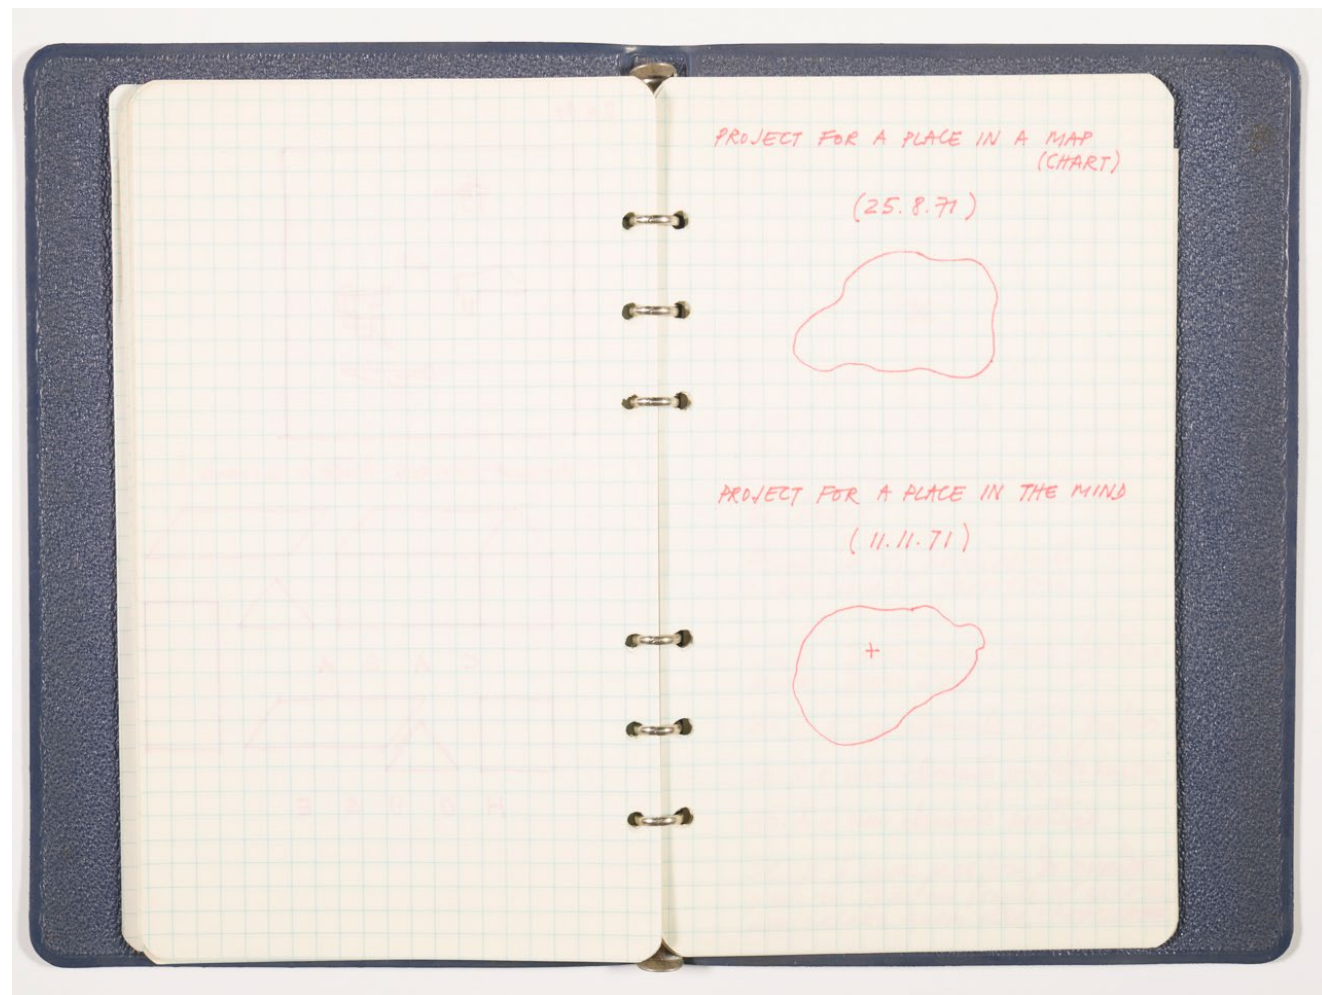 PROJECT FOR A PLACE IN A MAP
(CHART)
(25.8.71)
PROJECT FOR A PLACE IN THE MIND
(11.11.71)